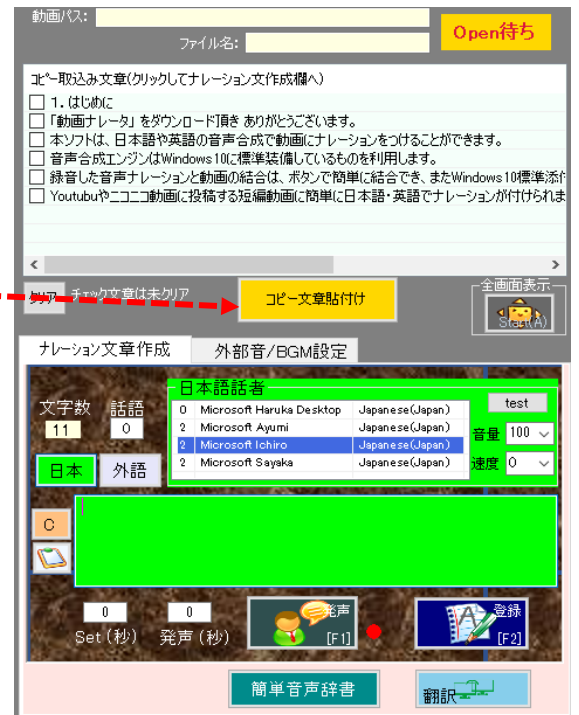 動画パス:
ファイル名:
Open待ち
コピー取込み文章(クリックしてナレーション文作成欄へ)
1. はじめに
「動画ナレータ」をダウンロード頂き ありがとうございます。
本ソフトは、日本語や英語の音声合成で動画にナレーションをつけることができます。
音声合成エンジンはWindows10に標準装備しているものを利用します。
録音した音声ナレーションと動画の結合は、ボタンで簡単に結合でき、またWindows10標準添付
Youtubuやニコニコ動画に投稿する短編動画に簡単に日本語・英語でナレーションが付けられま
クリア チェック文章は未クリア
コピー文章貼付け
全画面表示
Start(A)
ナレーション文章作成
外部音/BGM設定
日本語話者
文字数 話語
11 0
0 Microsoft Haruka Desktop Japanese(Japan)
2 Microsoft Ayumi Japanese(Japan)
2 Microsoft Ichiro Japanese(Japan)
2 Microsoft Sayaka Japanese(Japan)
test
音量 100
速度 0
日本 外語
C
0 0
Set(秒) 発声(秒)
発声
[F1]
登録
[F2]
簡単音声辞書
翻訳